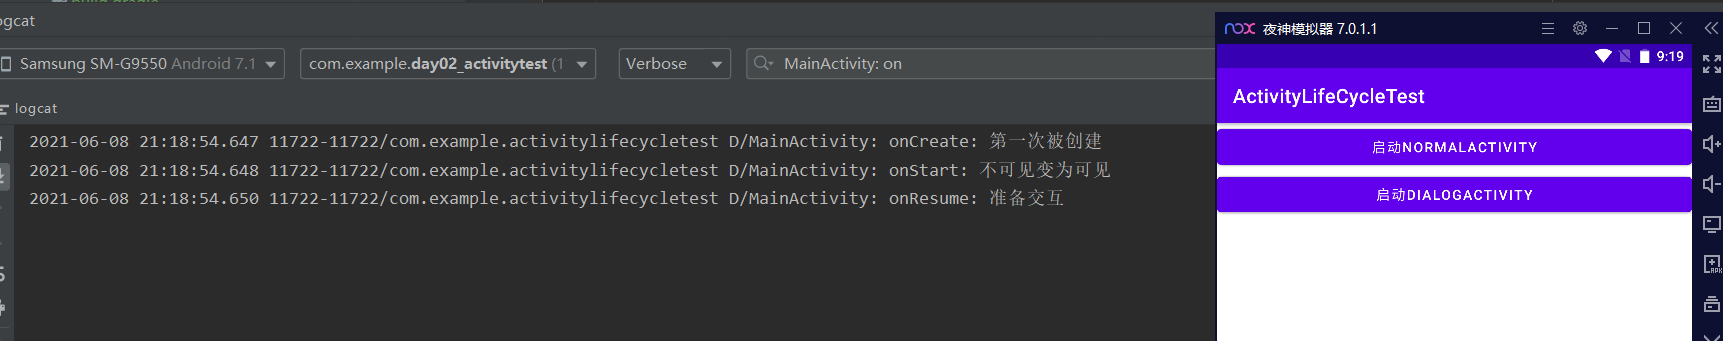 logcat
nox 夜神模拟器 7.0.1.1
Samsung SM-G9550 Android 7.1
com.example.day02_activitytest (1
Verbose
MainActivity: on
9:19
ActivityLifeCycleTest
logcat
2021-06-08 21:18:54.647 11722-11722/com.example.activitylifecycletest D/MainActivity: onCreate: 第一次被创建
2021-06-08 21:18:54.648 11722-11722/com.example.activitylifecycletest D/MainActivity: onStart: 不可见变为可见
2021-06-08 21:18:54.650 11722-11722/com.example.activitylifecycletest D/MainActivity: onResume: 准备交互
启动NORMALACTIVITY
启动DIALOGACTIVITY
APK